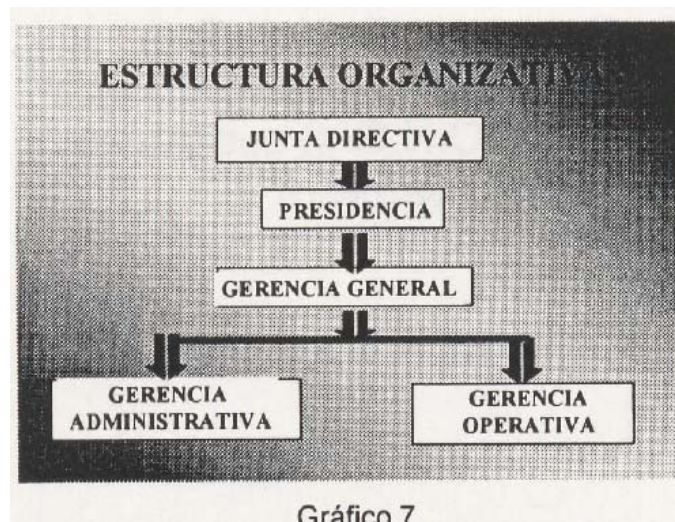 ESTRUCTURA ORGANIZATIVA
JUNTA DIRECTIVA
PRESIDENCIA
GERENCIA GENERAL
GERENCIA
ADMINISTRATIVA
GERENCIA
OPERATIVA
Gráfico 7